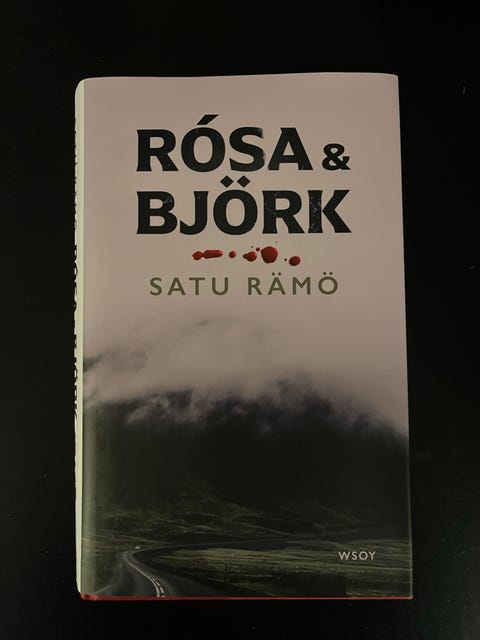 RÓSA &
BJÖRK
SATU RÄMÖ
WSOY